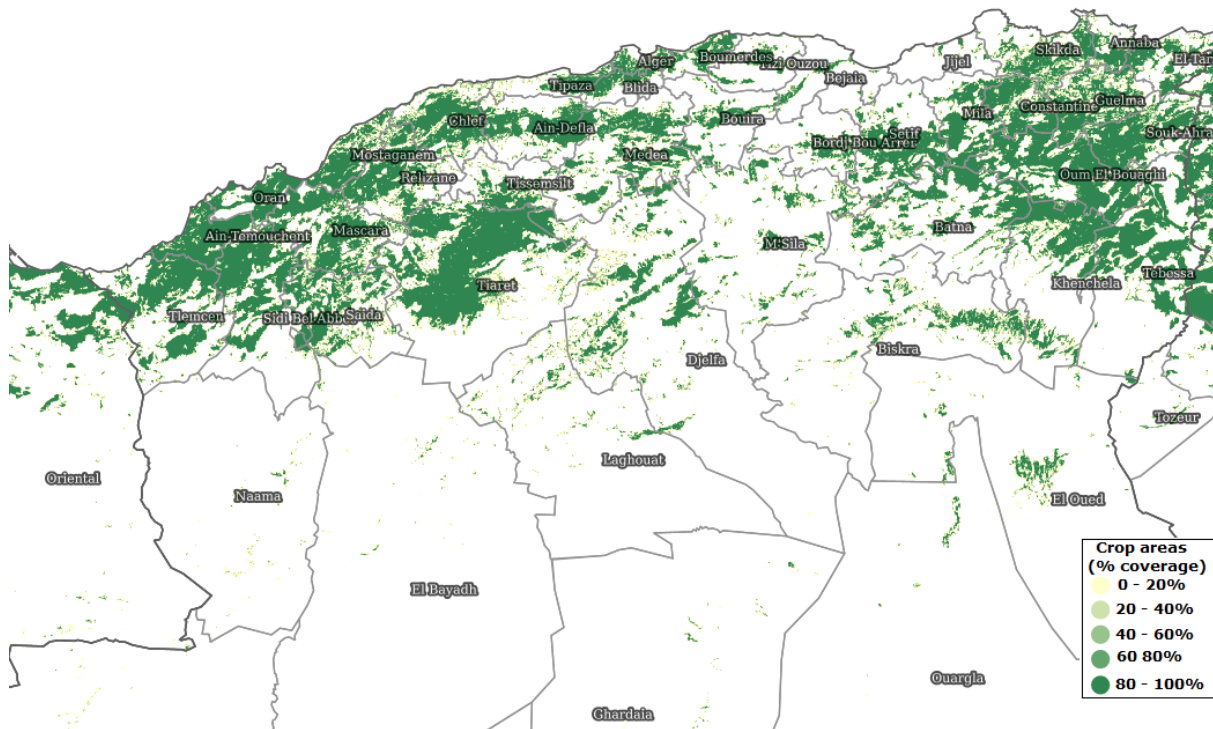 Skikda
Annaba
El-Tar
Alger
Boumerdes
Tizi Ouzou
Jijel
Bejaia
Tipaza
Blida
Constantine
Guelma
Chlef
Ain-Defla
Bouira
Mila
Setif
Souk-Ahra
Bordj Bou Arrer
Mostaganem
Medea
Relizane
Tissemsilt
Oum El Bouaghi
Oran
Ain-Temouchent
Mascara
Batna
M'Sila
Tiaret
Khenchela
Tebessa
Tlemcen
Sidi Bel Abbes
Saida
Biskra
Djelfa
Tozeur
Laghouat
Oriental
Naama
El Oued
El Bayadh
Ouargla
Ghardaia
Crop areas
(% coverage)
0 - 20%
20 - 40%
40 - 60%
60 80%
80 - 100%